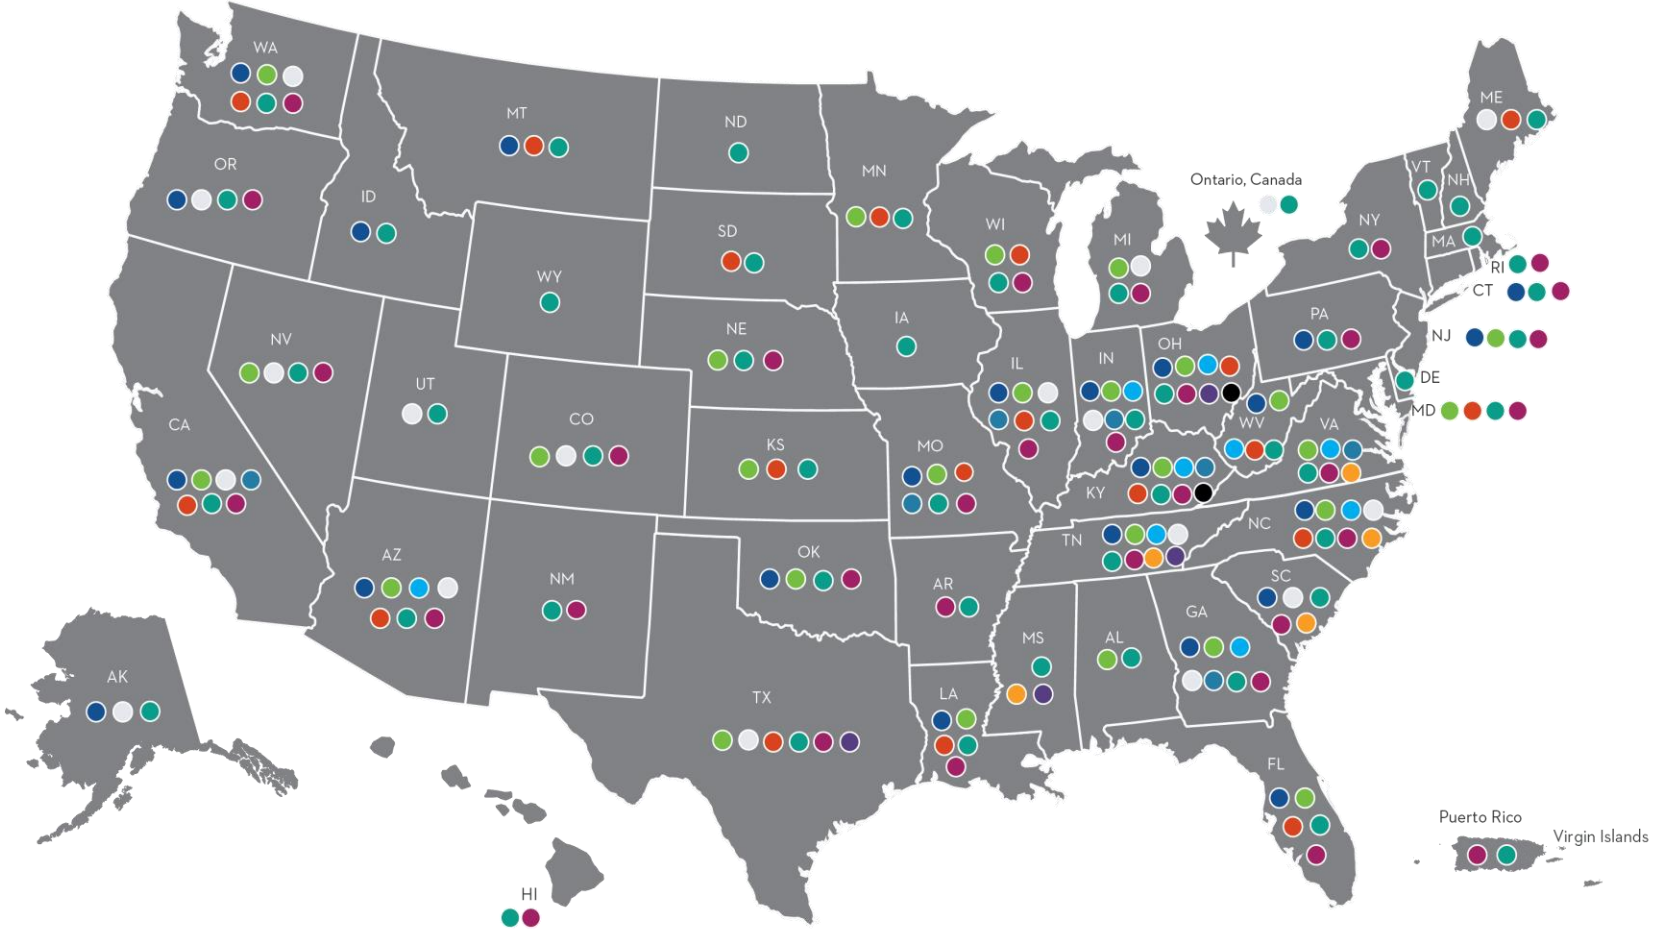 WA
ME
MT
ND
VT
OR
MN
NH
Ontario, Canada
ID
NY
WI
SD
MI
MA
RI
WY
CT
IA
PA
NE
NJ
NV
OH
IN
IL
UT
DE
MD
CO
CA
WV
VA
KS
MO
KY
NC
TN
OK
AZ
SC
NM
AR
GA
MS
AL
AK
LA
TX
FL
Puerto Rico
Virgin Islands
HI